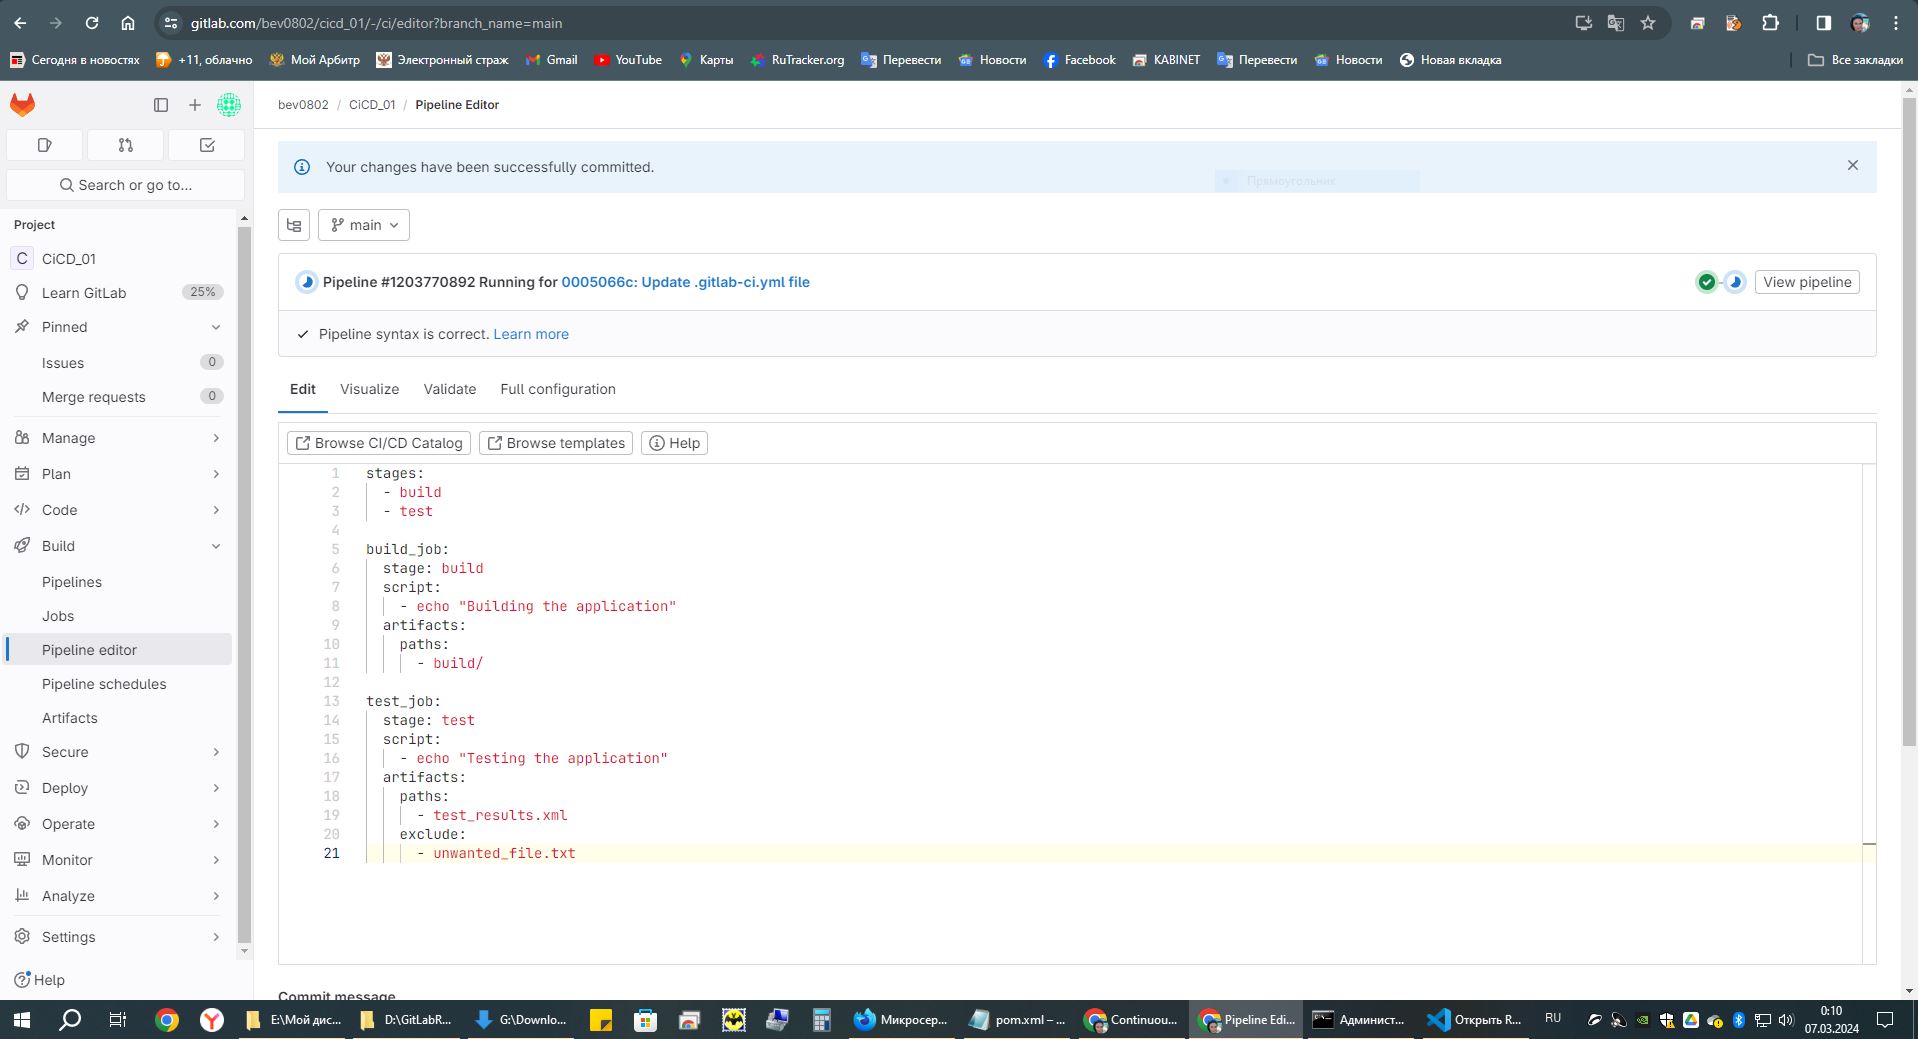 gitlab.com/bev0802/cicd_01/-/ci/editor?branch_name=main
Сегодня в новостях +11, облачно Мой Арбитр Электронный страж Gmail YouTube Карты RuTracker.org Перевести Новости Facebook KABINET Перевести Новости Новая вкладка Все закладки
bev0802 / CiCD_01 / Pipeline Editor
Search or go to...
Project
C CiCD_01
Learn GitLab 25%
Pinned
Issues 0
Merge requests 0
Manage
Plan
Code
Build
Pipelines
Jobs
Pipeline editor
Pipeline schedules
Artifacts
Secure
Deploy
Operate
Monitor
Analyze
Settings
Help
Your changes have been successfully committed.
Прямоугольник
main
Pipeline #1203770892 Running for 0005066c: Update .gitlab-ci.yml file View pipeline
Pipeline syntax is correct. Learn more
Edit Visualize Validate Full configuration
Browse CI/CD Catalog Browse templates Help
1 stages:
2 - build
3 - test
4
5 build_job:
6 stage: build
7 script:
8 - echo "Building the application"
9 artifacts:
10 paths:
11 - build/
12
13 test_job:
14 stage: test
15 script:
16 - echo "Testing the application"
17 artifacts:
18 paths:
19 - test_results.xml
20 exclude:
21 - unwanted_file.txt
Commit message
E:\Мой дис... D:\GitLabR... G:\Downlo... Микросер... pom.xml – ... Continuou... Pipeline Edi... Админист... Открыть R... RU 0:10
07.03.2024